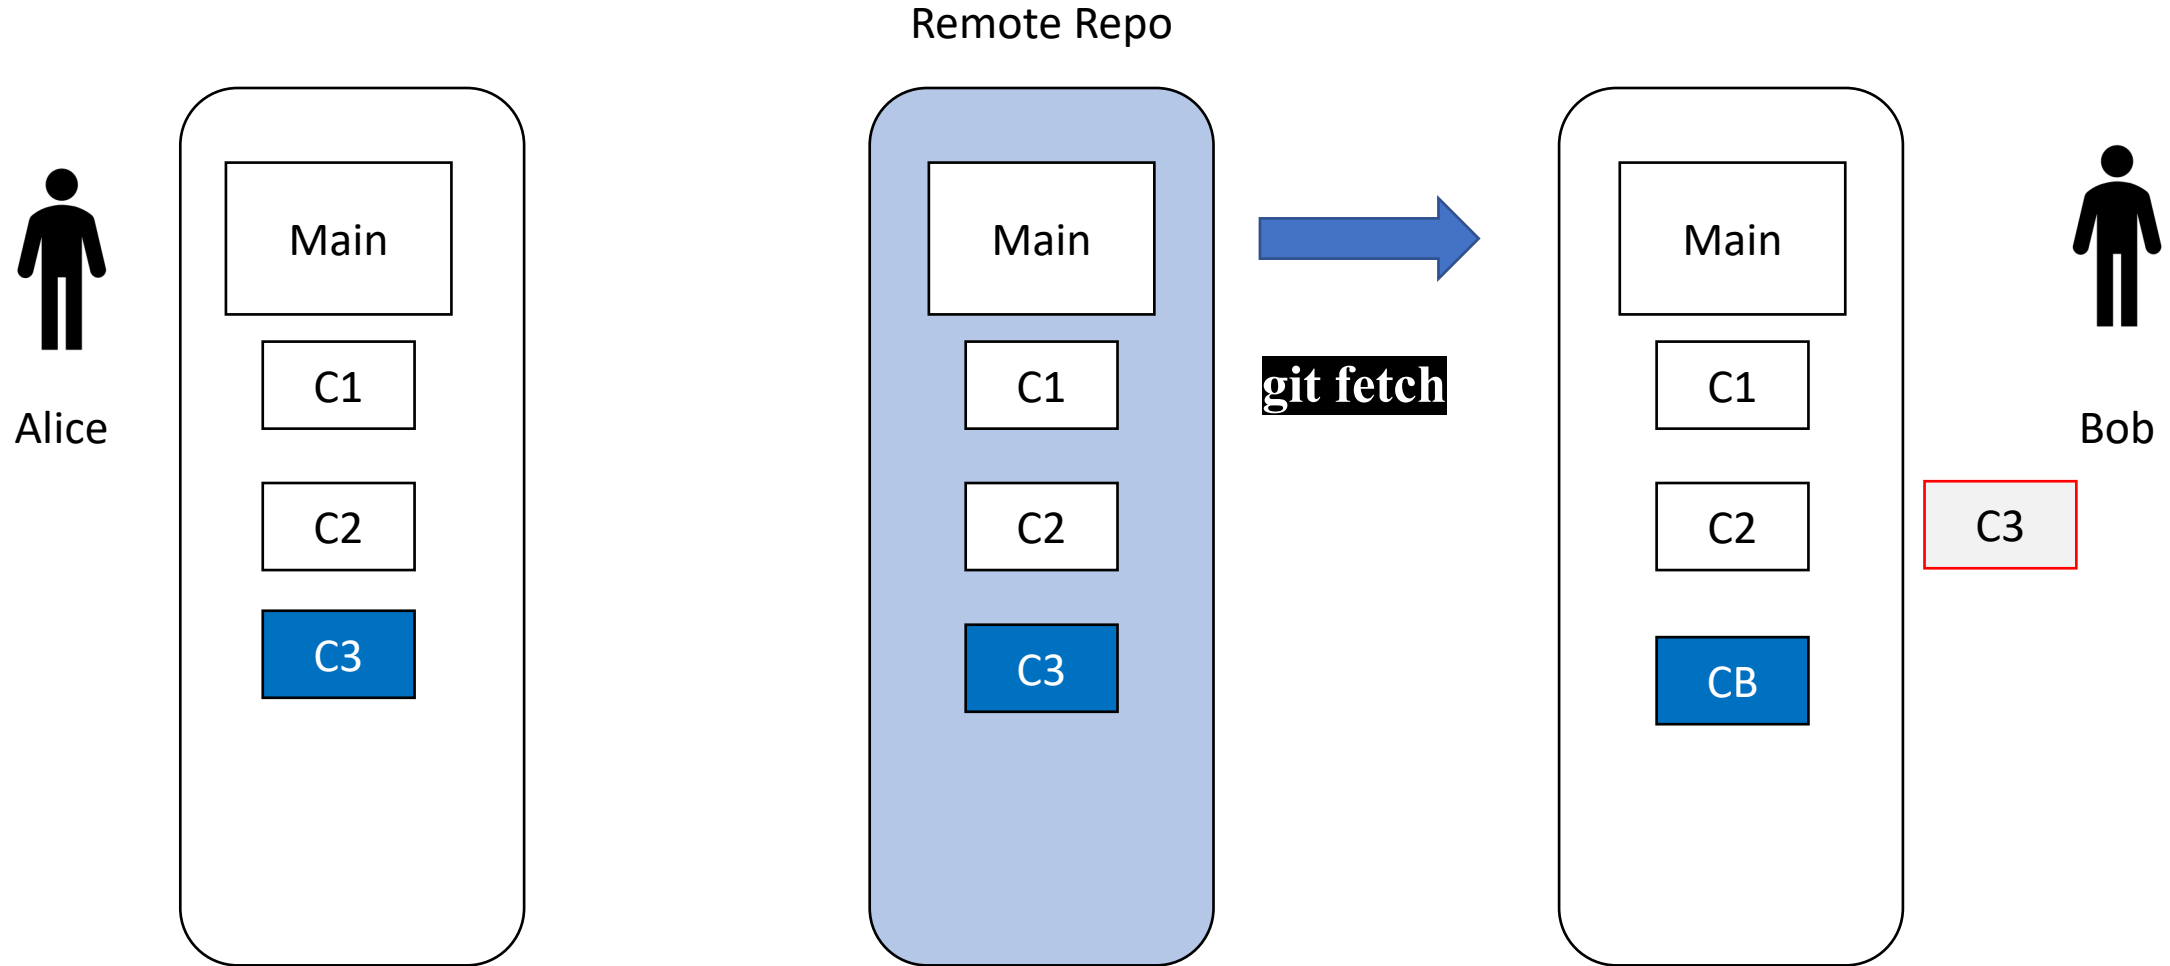 Remote Repo
Alice
Main
C1
C2
C3
Main
C1
C2
C3
git fetch
Main
C1
C2
CB
C3
Bob